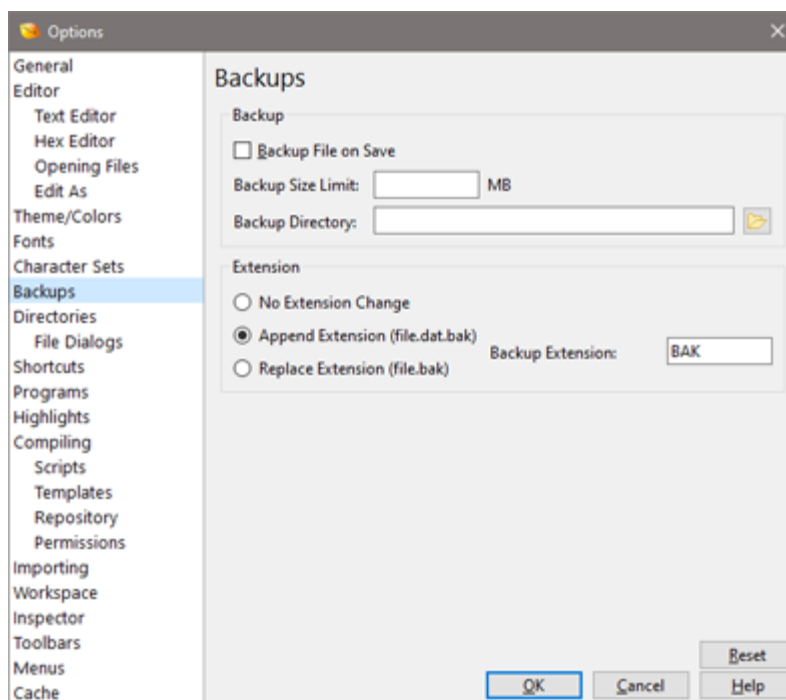 Options
General
Editor
Text Editor
Hex Editor
Opening Files
Edit As
Theme/Colors
Fonts
Character Sets
Backups
Directories
File Dialogs
Shortcuts
Programs
Highlights
Compiling
Scripts
Templates
Repository
Permissions
Importing
Workspace
Inspector
Toolbars
Menus
Cache
Backups
Backup
Backup File on Save
Backup Size Limit: MB
Backup Directory:
Extension
No Extension Change
Append Extension (file.dat.bak)
Replace Extension (file.bak)
Backup Extension: BAK
Reset
OK Cancel Help